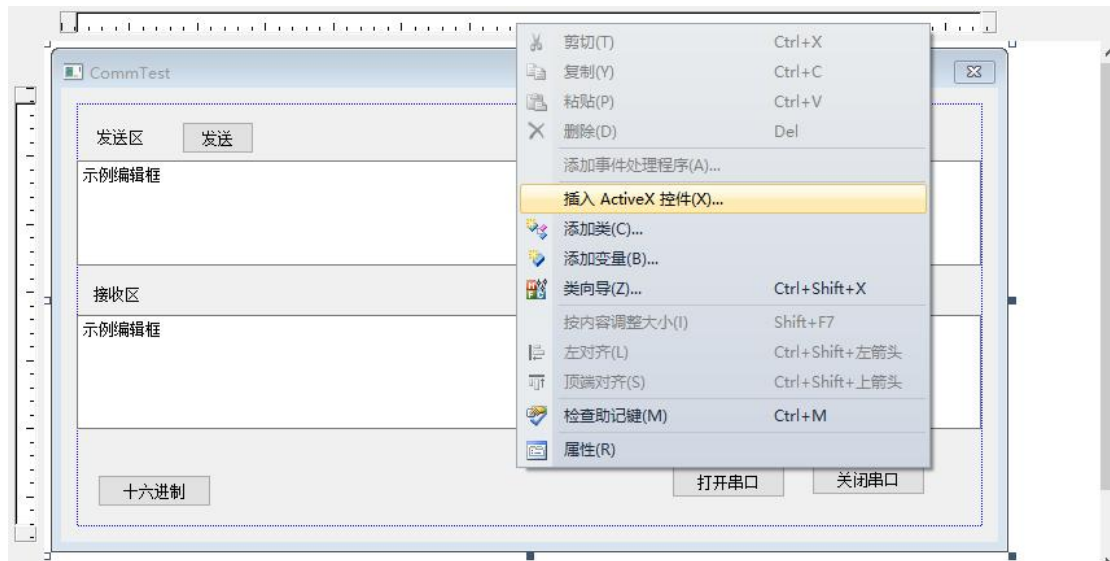 CommTest
发送区
发送
示例编辑框
接收区
示例编辑框
十六进制
打开串口
关闭串口
剪切(T) Ctrl+X
复制(Y) Ctrl+C
粘贴(P) Ctrl+V
删除(D) Del
添加事件处理程序(A)...
插入 ActiveX 控件(X)...
添加类(C)...
添加变量(B)...
类向导(Z)... Ctrl+Shift+X
按内容调整大小(I) Shift+F7
左对齐(L) Ctrl+Shift+左箭头
顶端对齐(S) Ctrl+Shift+上箭头
检查助记键(M) Ctrl+M
属性(R)